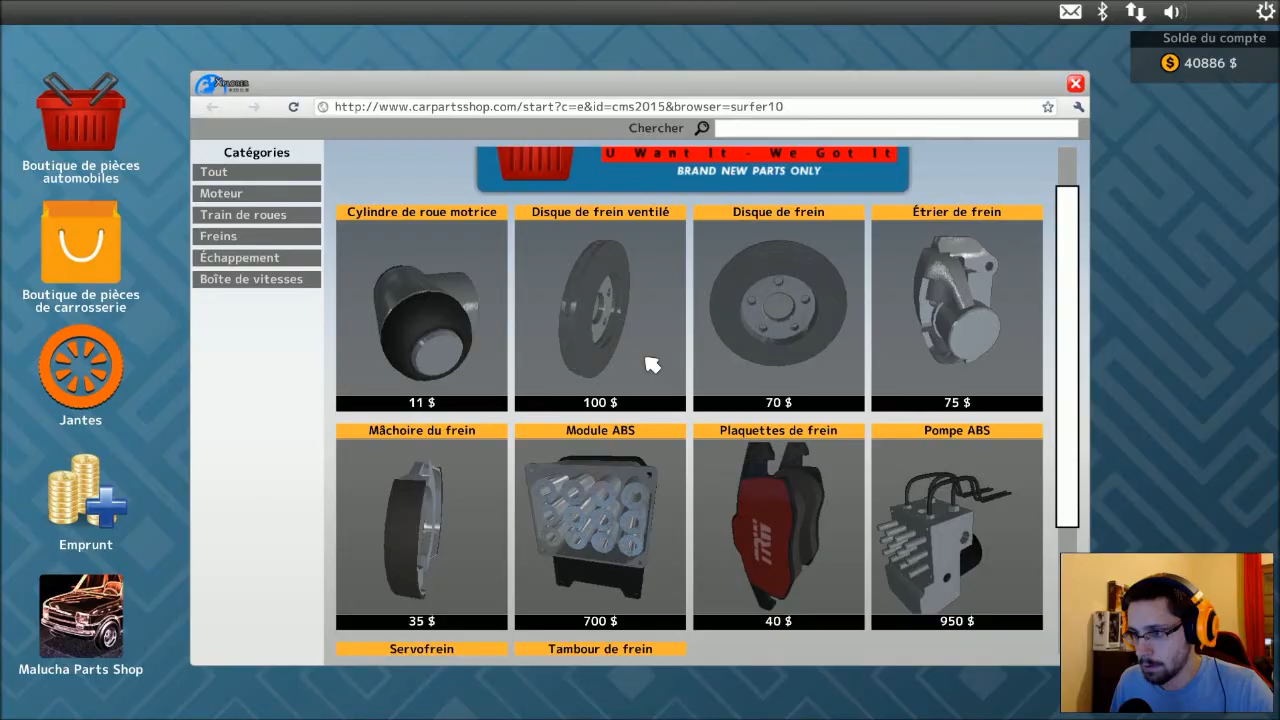 Solde du compte
$ 40886 $
XPLORER
http://www.carpartsshop.com/start?c=e&id=cms2015&browser=surfer10
Chercher
Catégories
Tout
Moteur
Train de roues
Freins
Échappement
Boîte de vitesses
U Want It - We Got It
BRAND NEW PARTS ONLY
Cylindre de roue motrice
Disque de frein ventilé
Disque de frein
Étrier de frein
11 $
100 $
70 $
75 $
Mâchoire du frein
Module ABS
Plaquettes de frein
Pompe ABS
TRW
35 $
700 $
40 $
950 $
Servofrein
Tambour de frein
Boutique de pièces
automobiles
Boutique de pièces
de carrosserie
Jantes
Emprunt
Malucha Parts Shop